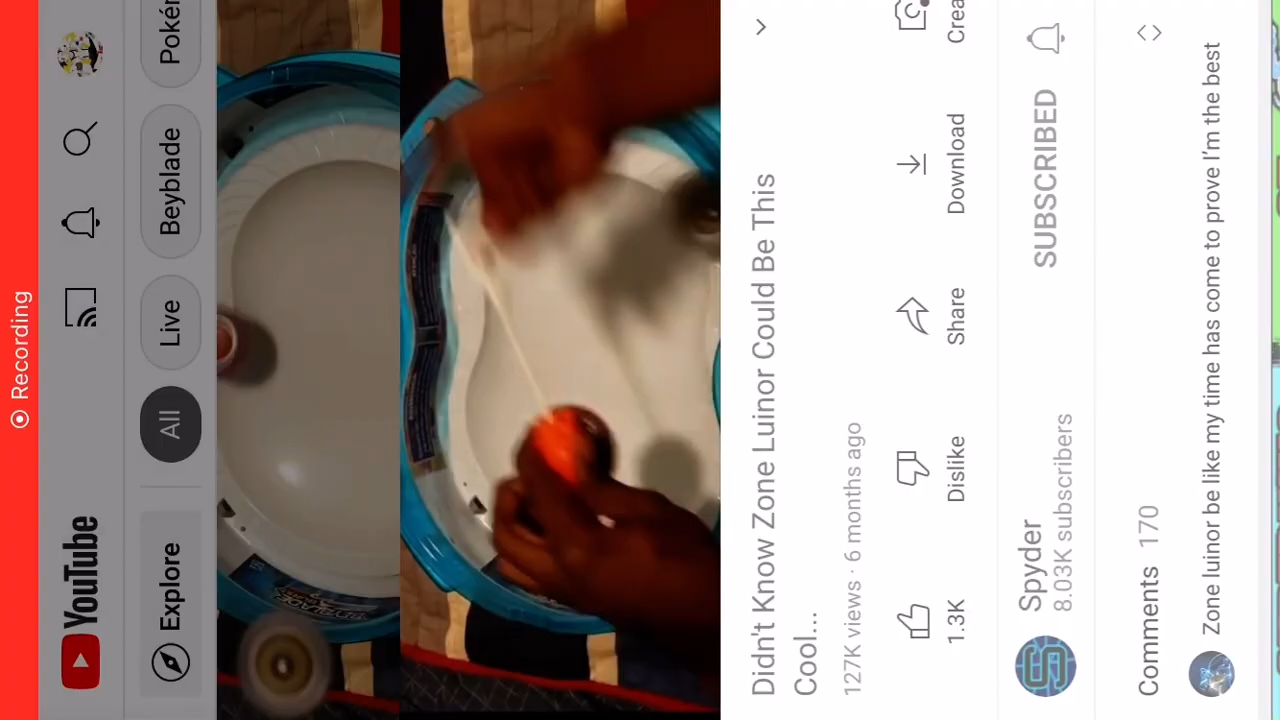 Recording
YouTube
Explore
All
Live
Beyblade
Poké
Didn't Know Zone Luinor Could Be This
Cool...
127K views · 6 months ago
1.3K
Dislike
Share
Download
Crea
Spyder
8.03K subscribers
SUBSCRIBED
Comments 170
Zone luinor be like my time has come to prove I'm the best